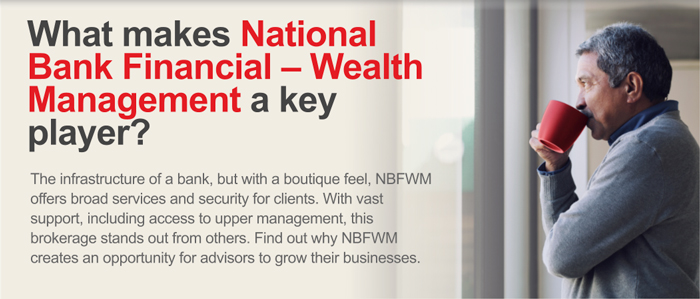 What makes National
Bank Financial – Wealth
Management a key
player?
The infrastructure of a bank, but with a boutique feel, NBFWM
offers broad services and security for clients. With vast
support, including access to upper management, this
brokerage stands out from others. Find out why NBFWM
creates an opportunity for advisors to grow their businesses.